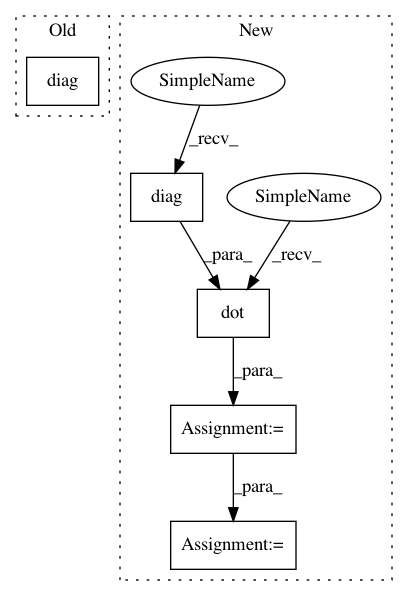 Old
New
diag
SimpleName
_recv_
diag
SimpleName
_para_
_recv_
dot
_para_
Assignment:=
_para_
Assignment:=